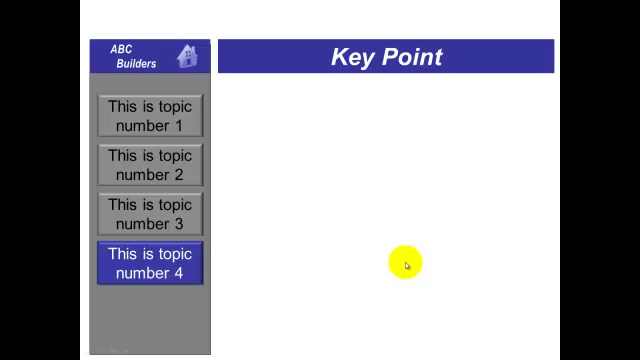 ABC
Builders
Key Point
This is topic
number 1
This is topic
number 2
This is topic
number 3
This is topic
number 4